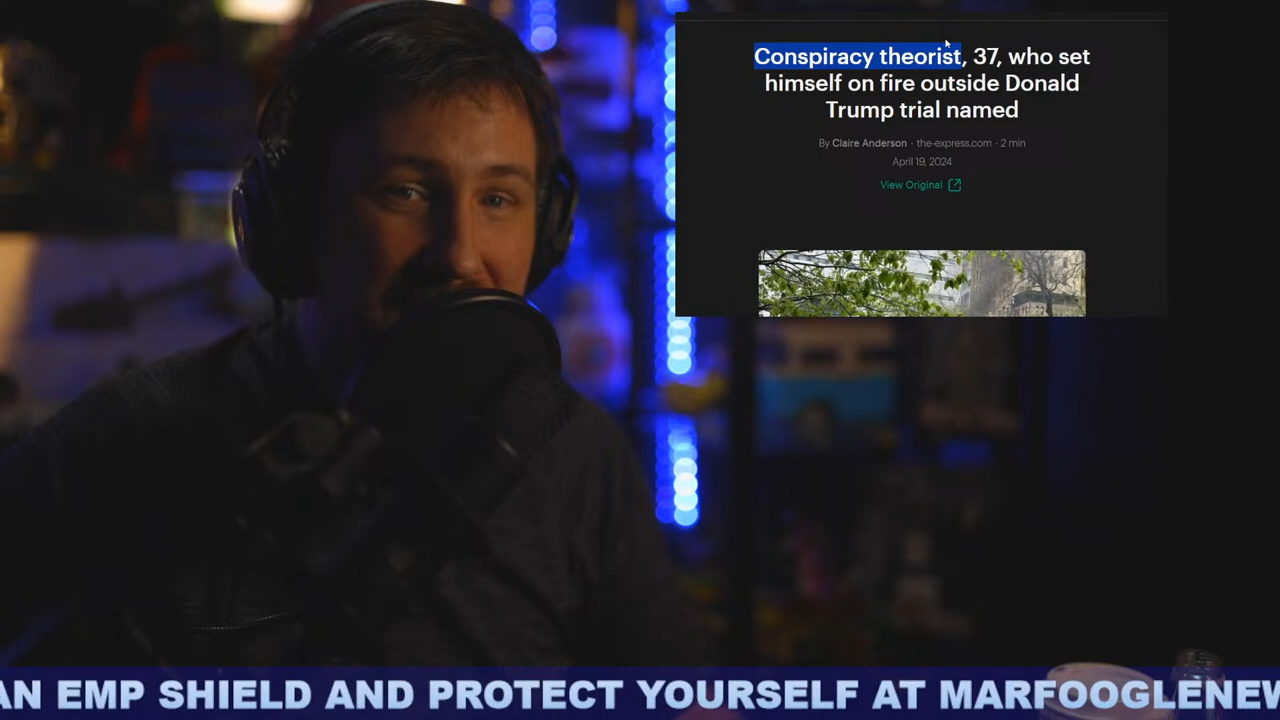 Conspiracy theorist, 37, who set
himself on fire outside Donald
Trump trial named
By Claire Anderson · the-express.com · 2 min
April 19, 2024
View Original
AN EMP SHIELD AND PROTECT YOURSELF AT MARFOOGLENEW